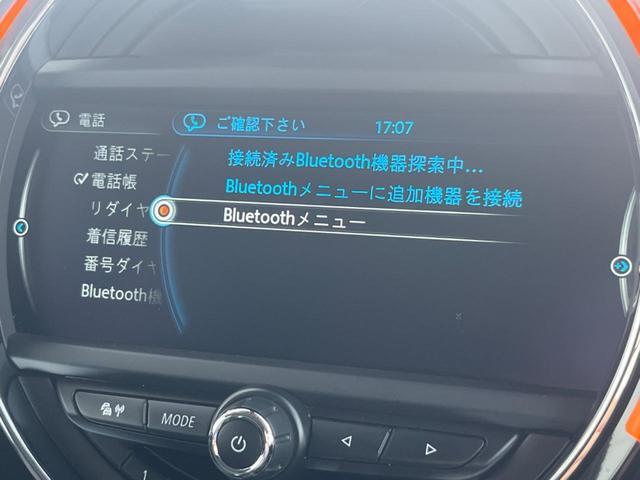 電話
ご確認下さい 17:07
通話ステー
電話帳
リダイヤ
着信履歴
番号ダイヤ
Bluetooth機
接続済みBluetooth機器探索中...
Bluetoothメニューに追加機器を接続
Bluetoothメニュー
MODE
1